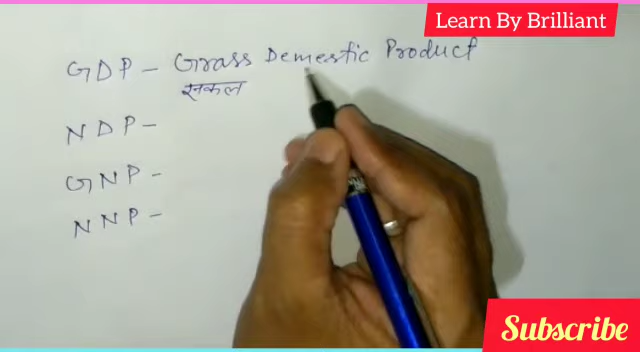 Learn By Brilliant
GDP - Grass Demestic Product
सकल
NDP -
GNP -
NNP -
Subscribe